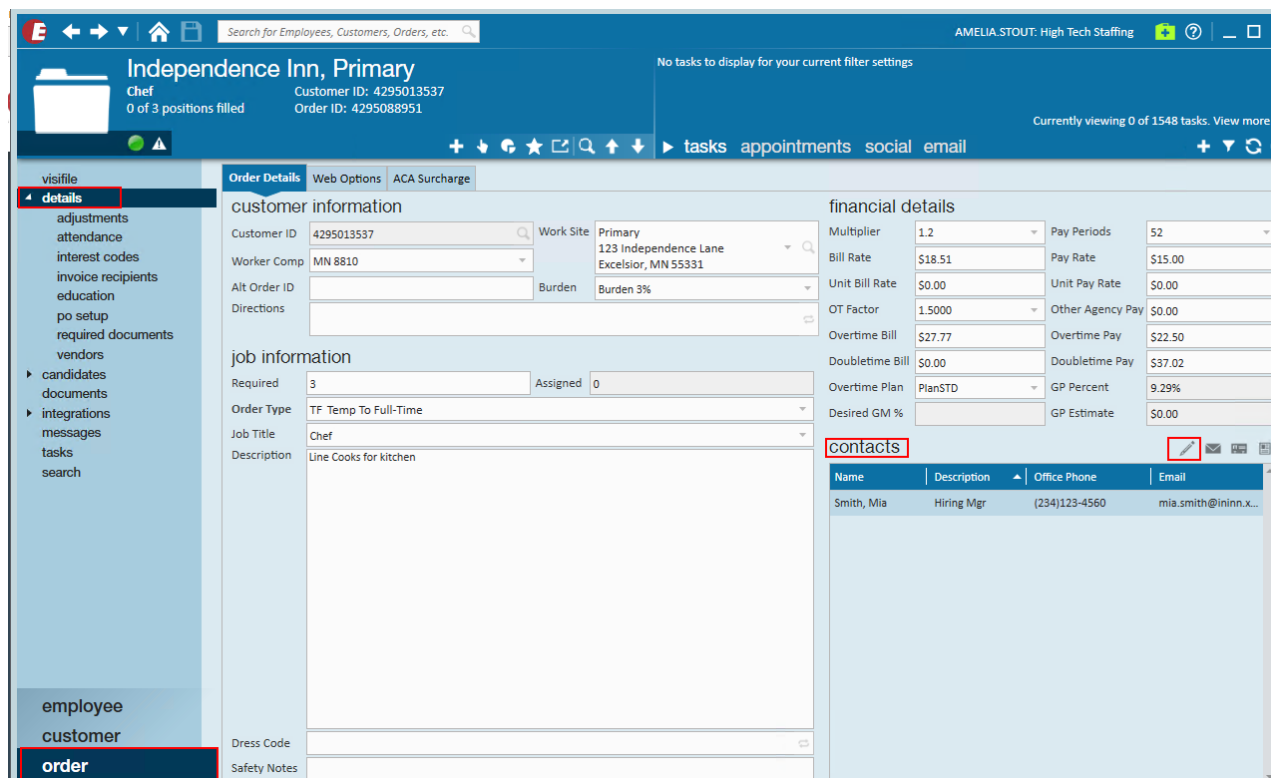 E
Search for Employees, Customers, Orders, etc.
AMELIA.STOUT: High Tech Staffing
Independence Inn, Primary
Chef
Customer ID: 4295013537
0 of 3 positions filled
Order ID: 4295088951
No tasks to display for your current filter settings
Currently viewing 0 of 1548 tasks. View more
tasks appointments social email
visifile
details
adjustments
attendance
interest codes
invoice recipients
education
po setup
required documents
vendors
candidates
documents
integrations
messages
tasks
search
employee
customer
order
Order Details Web Options ACA Surcharge
customer information
Customer ID 4295013537
Work Site Primary
123 Independence Lane
Excelsior, MN 55331
Worker Comp MN 8810
Alt Order ID
Burden Burden 3%
Directions
job information
Required 3 Assigned 0
Order Type TF Temp To Full-Time
Job Title Chef
Description Line Cooks for kitchen
Dress Code
Safety Notes
financial details
Multiplier 1.2 Pay Periods 52
Bill Rate $18.51 Pay Rate $15.00
Unit Bill Rate $0.00 Unit Pay Rate $0.00
OT Factor 1.5000 Other Agency Pay $0.00
Overtime Bill $27.77 Overtime Pay $22.50
Doubletime Bill $0.00 Doubletime Pay $37.02
Overtime Plan PlanSTD GP Percent 9.29%
Desired GM % GP Estimate $0.00
contacts
Name Description Office Phone Email
Smith, Mia Hiring Mgr (234)123-4560 mia.smith@ininn.x...